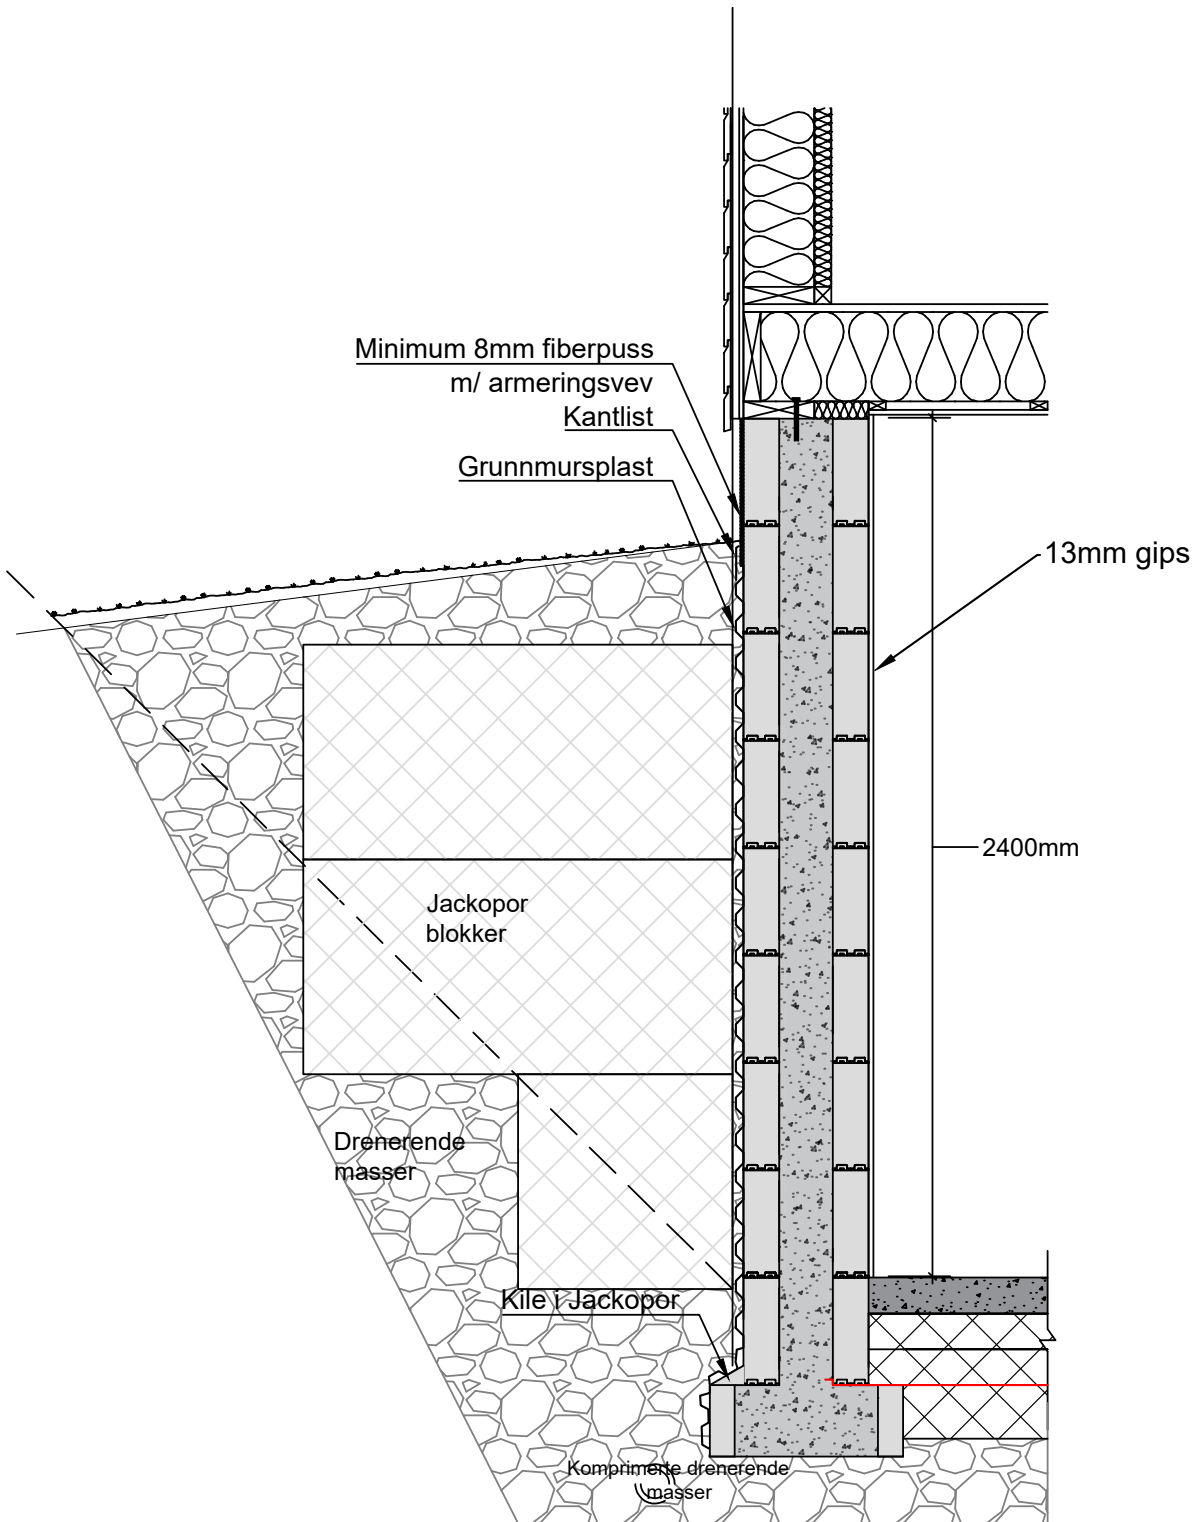 Minimum 8mm fiberpuss
m/ armeringsvev
Kantlist
Grunnmursplast
13mm gips
2400mm
Jackopor
blokker
Drenerende
masser
Kile i Jackopor
Komprimerte drenerende
masser